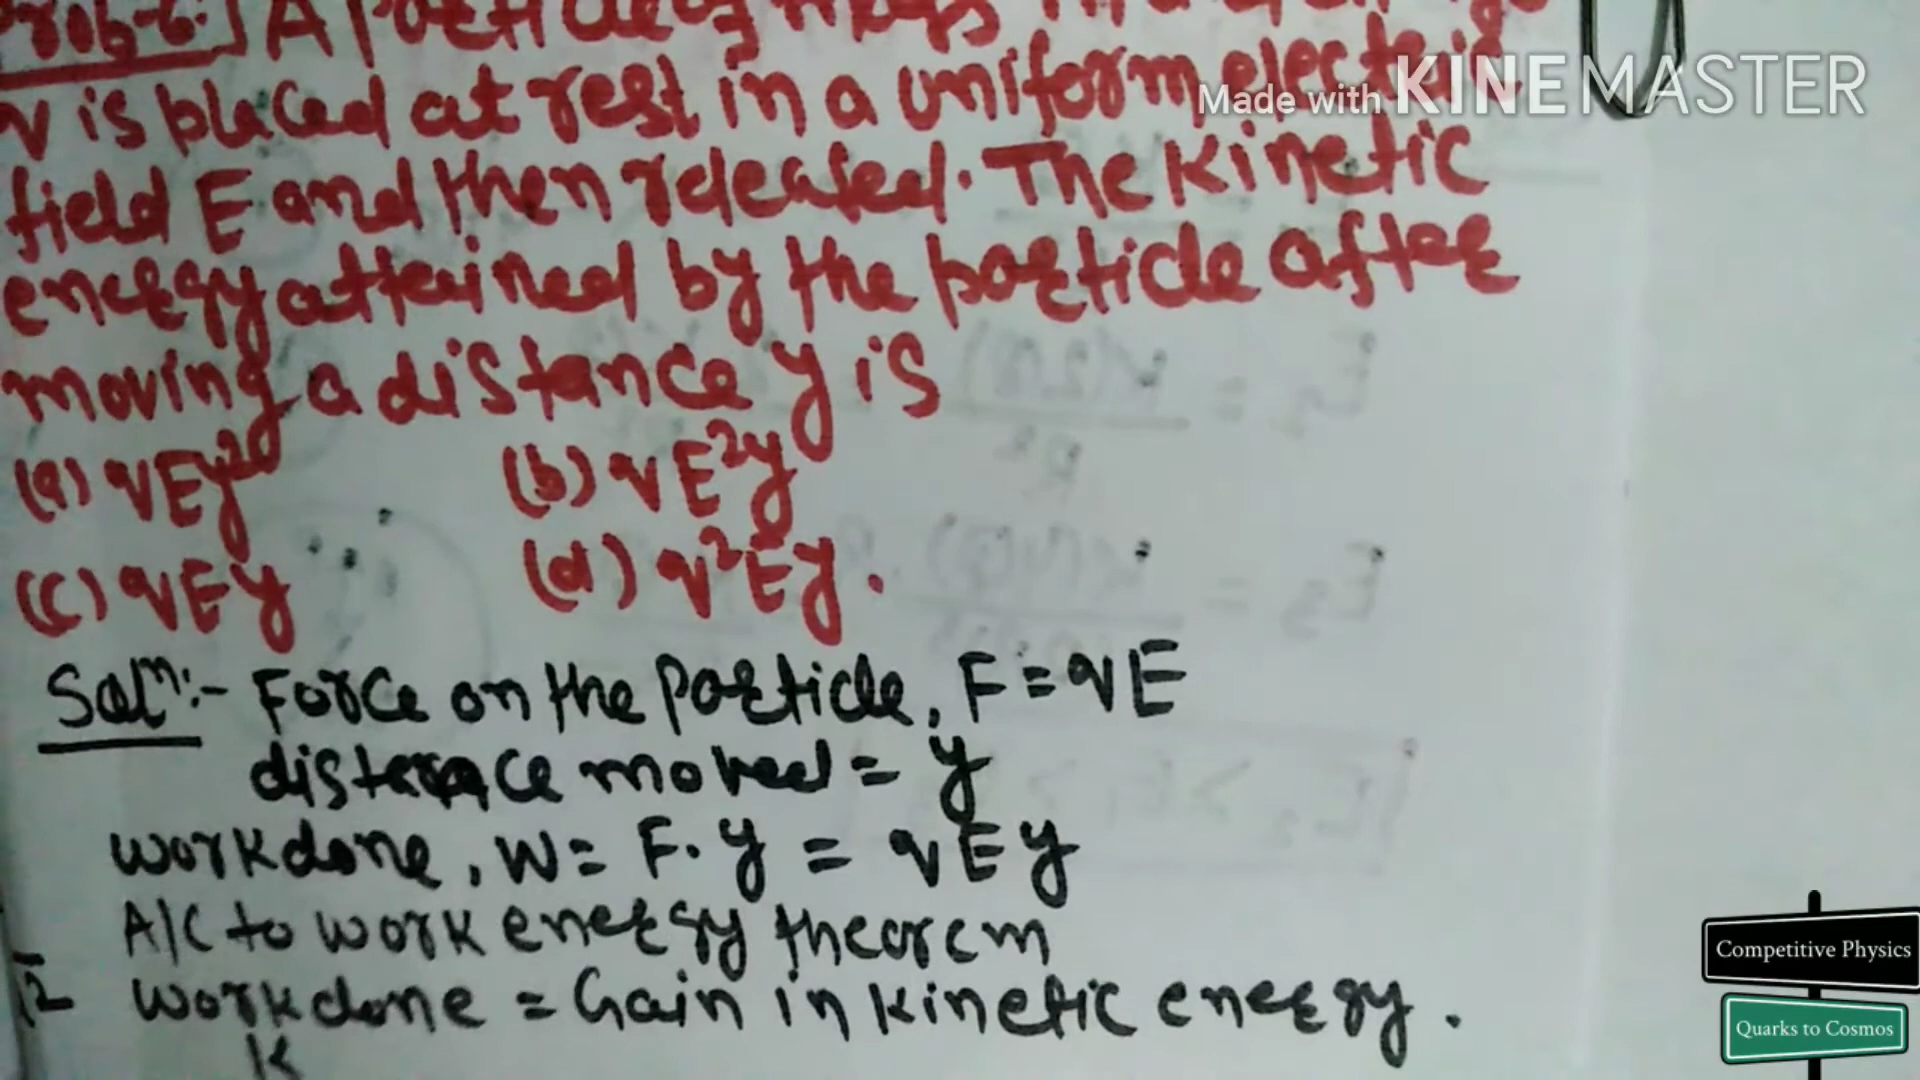 A particle of mass
q is placed at rest in a uniform electric
field E and then released. The Kinetic
energy attained by the particle after
moving a distance y is
(a) qEy² (b) qE²y
(c) qEy (d) q²Ey.
Solⁿ:- Force on the particle, F = qE
distance moved = y
workdone, W = F. y = qEy
A/C to work energy theorem
workdone = Gain in kinetic energy.
K
Made with KINEMASTER
Competitive Physics
Quarks to Cosmos